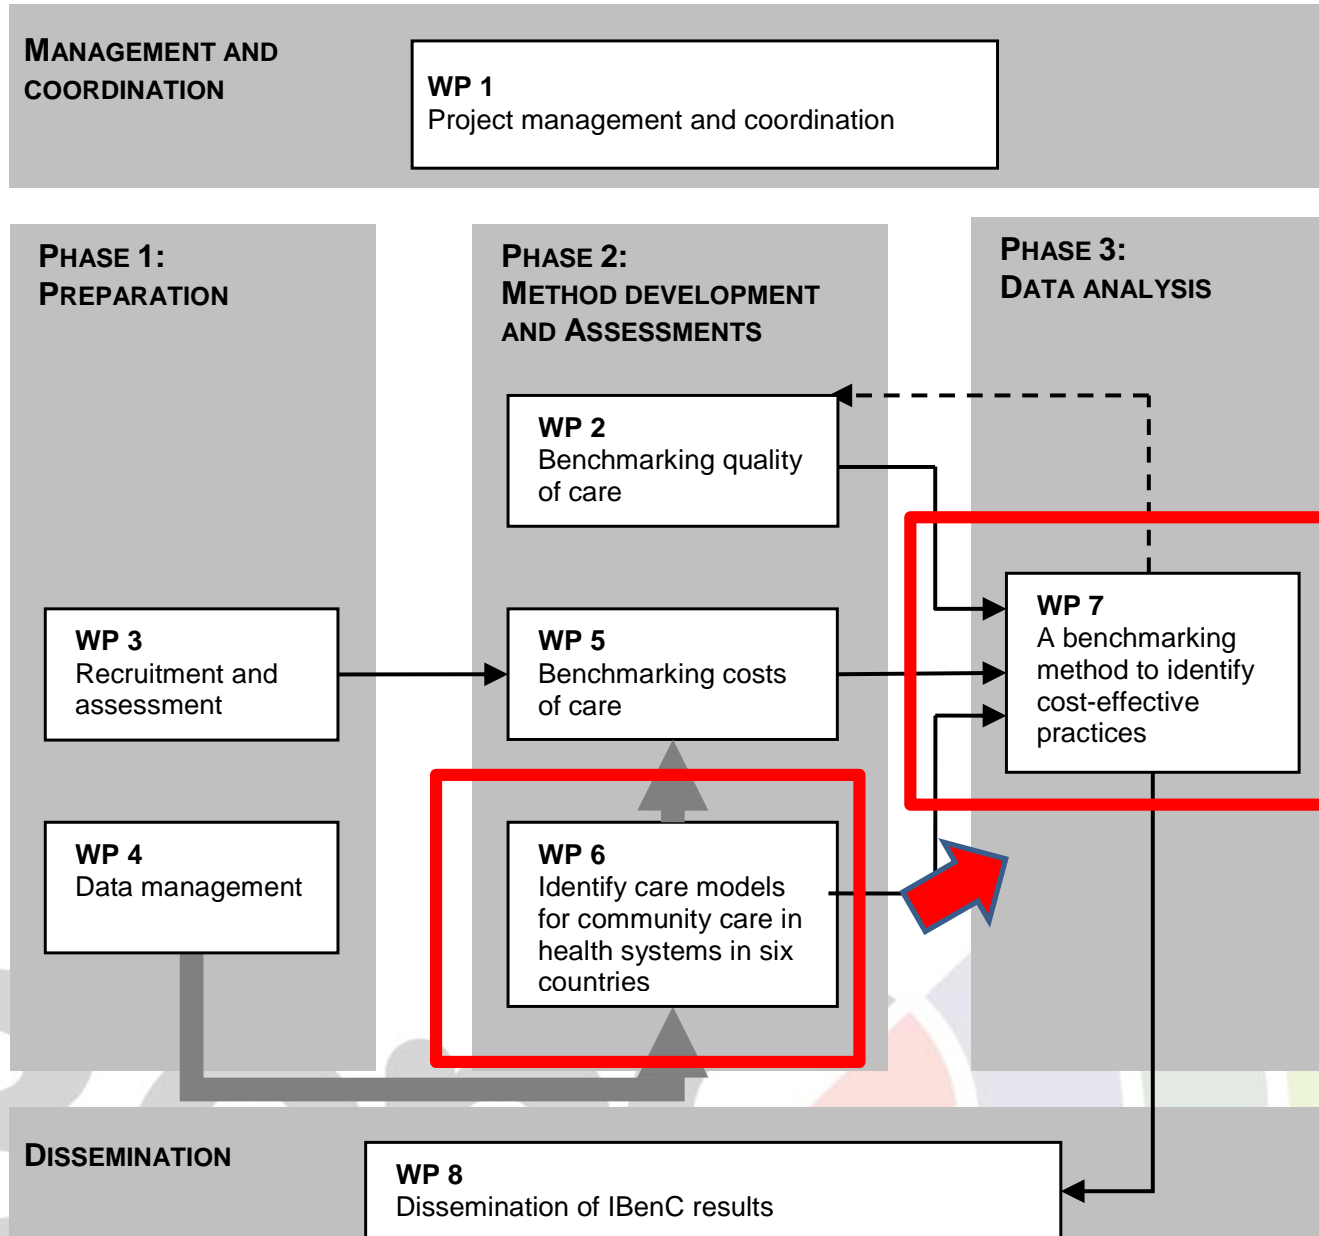 MANAGEMENT AND
COORDINATION
WP 1
Project management and coordination
PHASE 1:
PREPARATION
PHASE 2:
METHOD DEVELOPMENT
AND ASSESSMENTS
PHASE 3:
DATA ANALYSIS
WP 2
Benchmarking quality
of care
WP 3
Recruitment and
assessment
WP 5
Benchmarking costs
of care
WP 7
A benchmarking
method to identify
cost-effective
practices
WP 4
Data management
WP 6
Identify care models
for community care in
health systems in six
countries
DISSEMINATION
WP 8
Dissemination of IBenC results